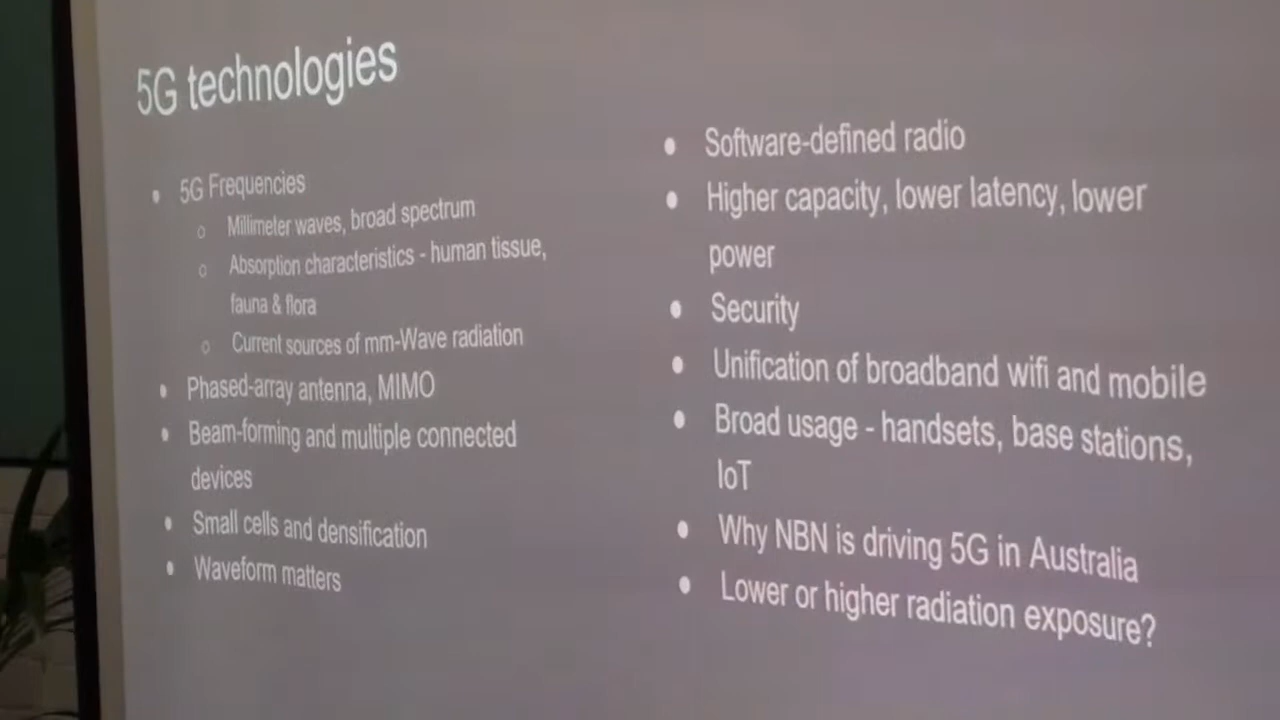 5G technologies
5G Frequencies
Millimeter waves, broad spectrum
Absorption characteristics - human tissue,
fauna & flora
Current sources of mm-Wave radiation
Phased-array antenna, MIMO
Beam-forming and multiple connected
devices
Small cells and densification
Waveform matters
Software-defined radio
Higher capacity, lower latency, lower
power
Security
Unification of broadband wifi and mobile
Broad usage - handsets, base stations,
IoT
Why NBN is driving 5G in Australia
Lower or higher radiation exposure?